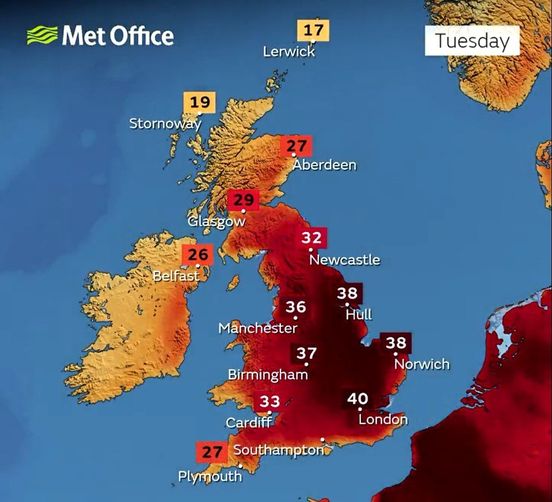 Met Office
Tuesday
17
Lerwick
19
Stornoway
27
Aberdeen
29
Glasgow
32
Newcastle
26
Belfast
36
Manchester
38
Hull
38
Norwich
37
Birmingham
33
Cardiff
40
London
27
Plymouth
Southampton